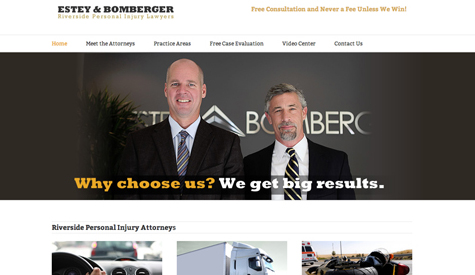 ESTEY & BOMBERGER
Riverside Personal Injury Lawyers
Free Consultation and Never a Fee Unless We Win!
Home Meet the Attorneys Practice Areas Free Case Evaluation Video Center Contact Us
STEY BOMBERG
Why choose us? We get big results.
Riverside Personal Injury Attorneys